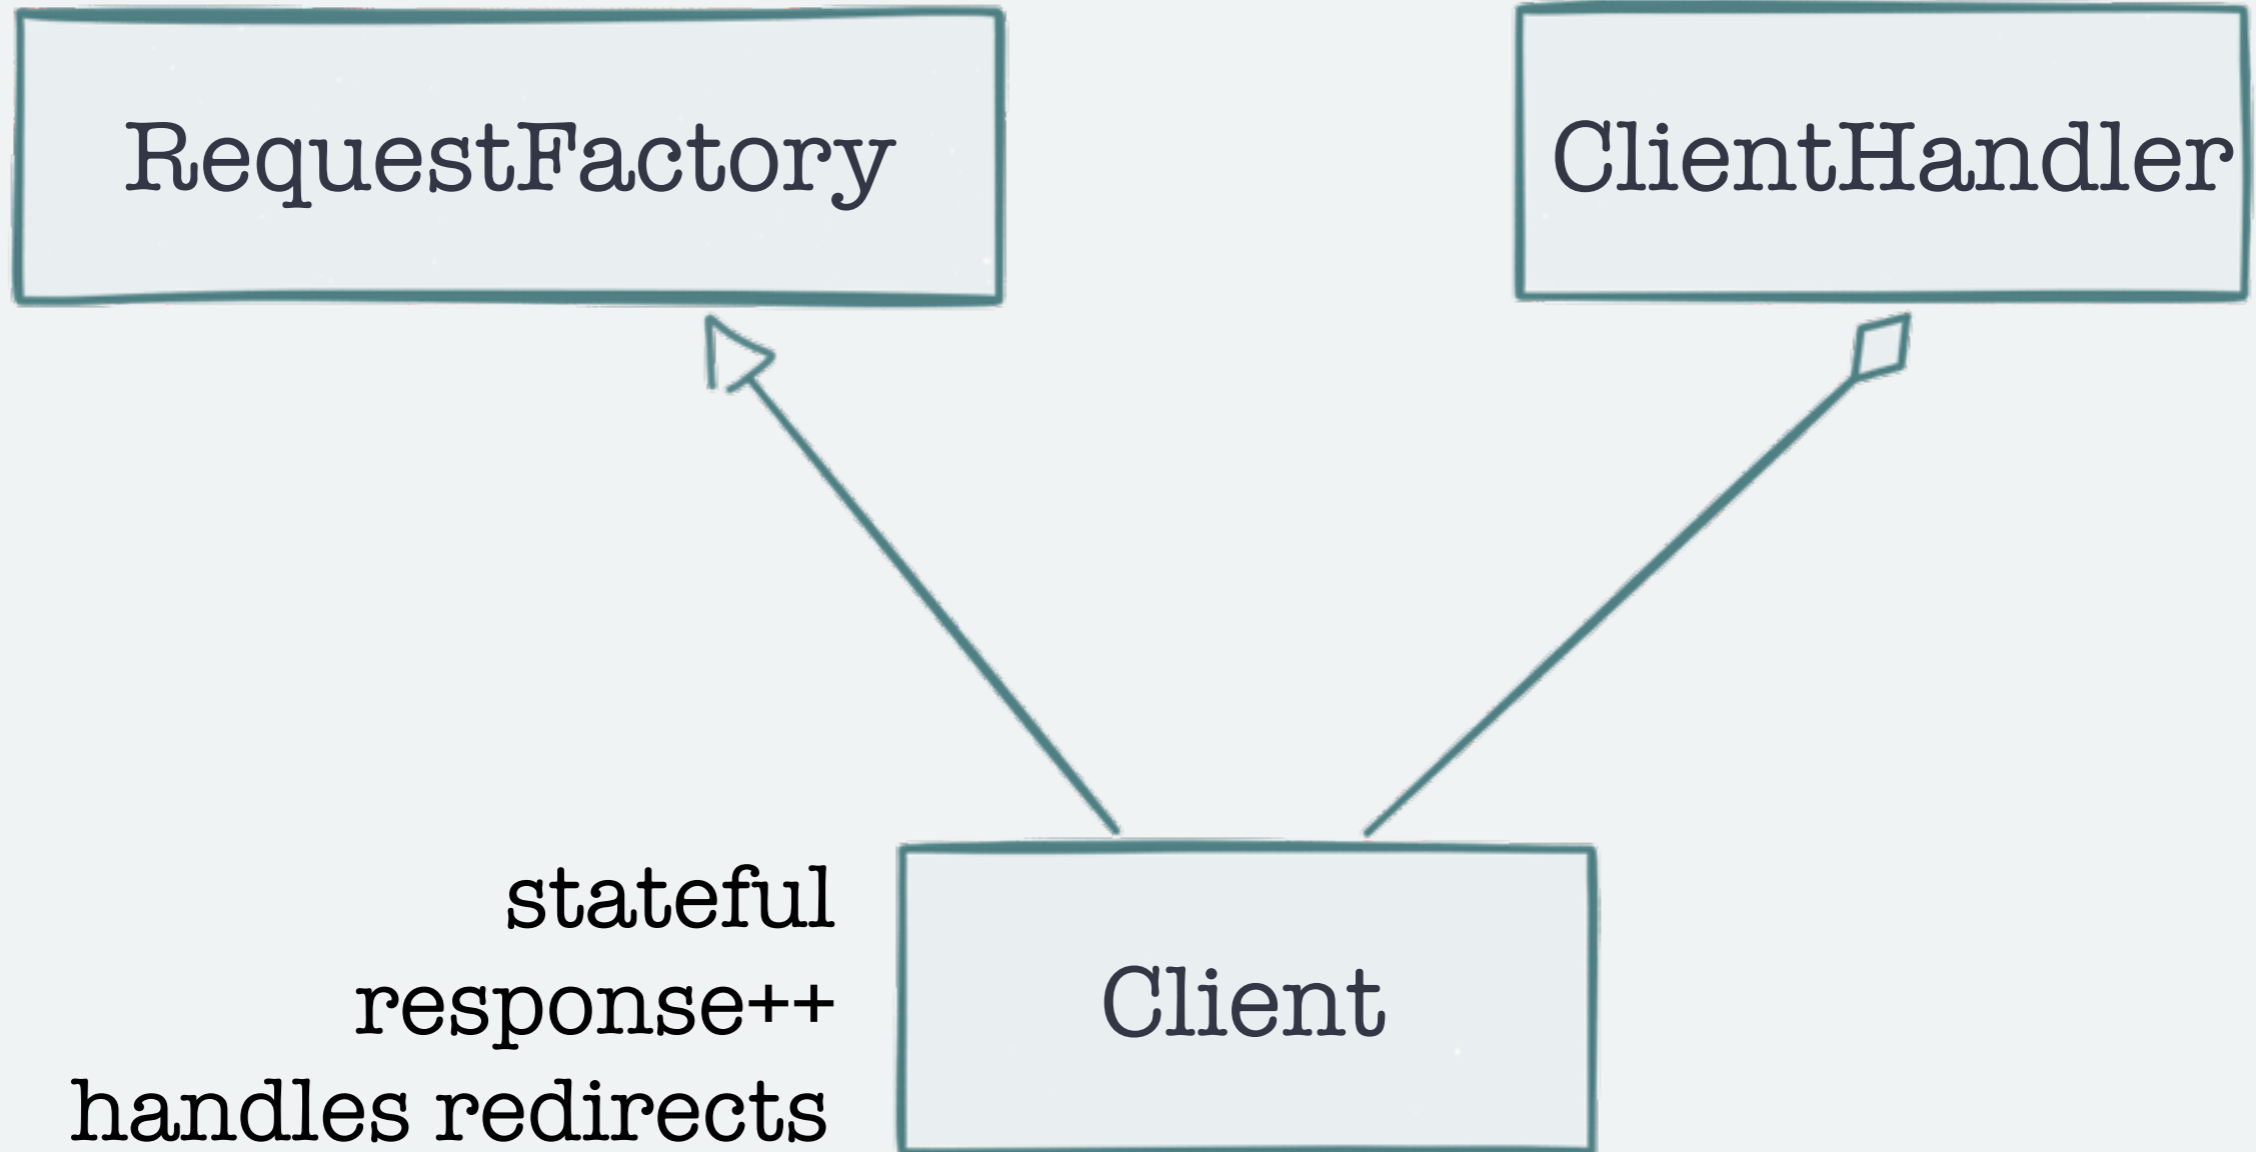 RequestFactory
ClientHandler
stateful
response++
handles redirects
Client